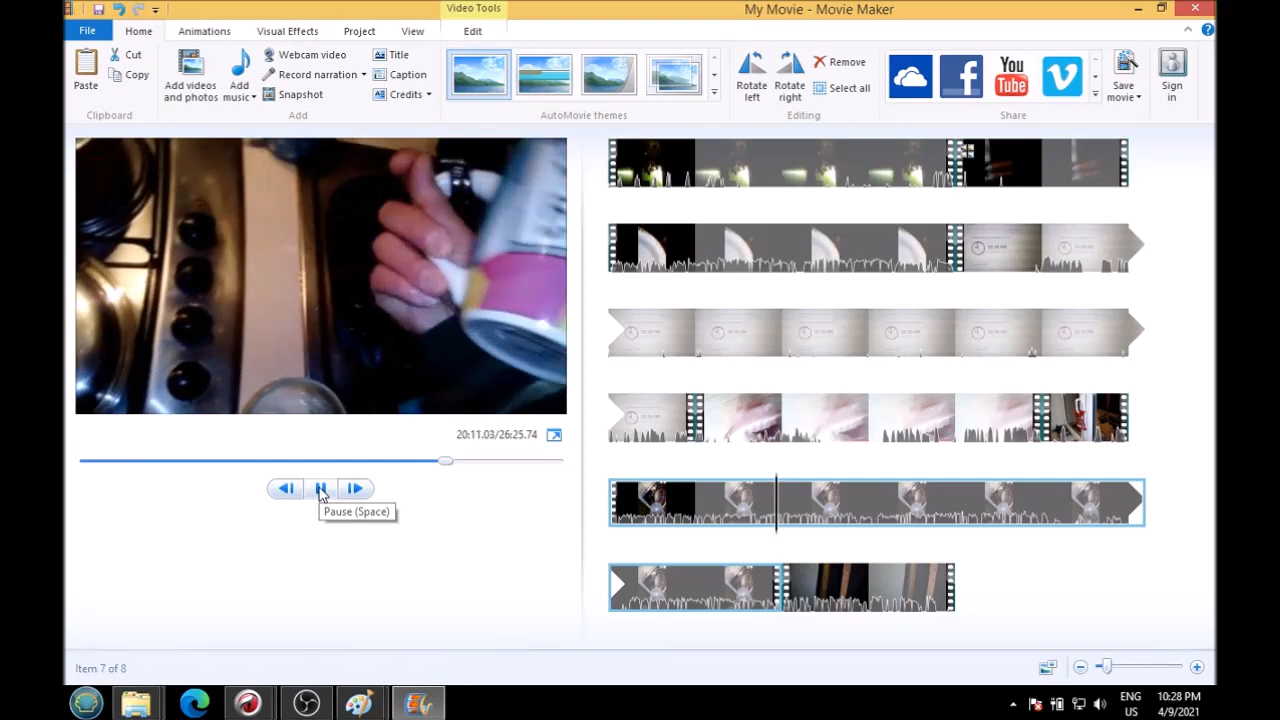 Video Tools
My Movie - Movie Maker
File
Home
Animations
Visual Effects
Project
View
Edit
Paste
Cut
Copy
Clipboard
Add videos
and photos
Add
music
Webcam video
Record narration
Snapshot
Title
Caption
Credits
Add
AutoMovie themes
Rotate
left
Rotate
right
Remove
Select all
Editing
You
Tube
Share
Save
movie
Sign
in
20:11.03/26:25.74
Pause (Space)
Item 7 of 8
ENG
US
10:28 PM
4/9/2021